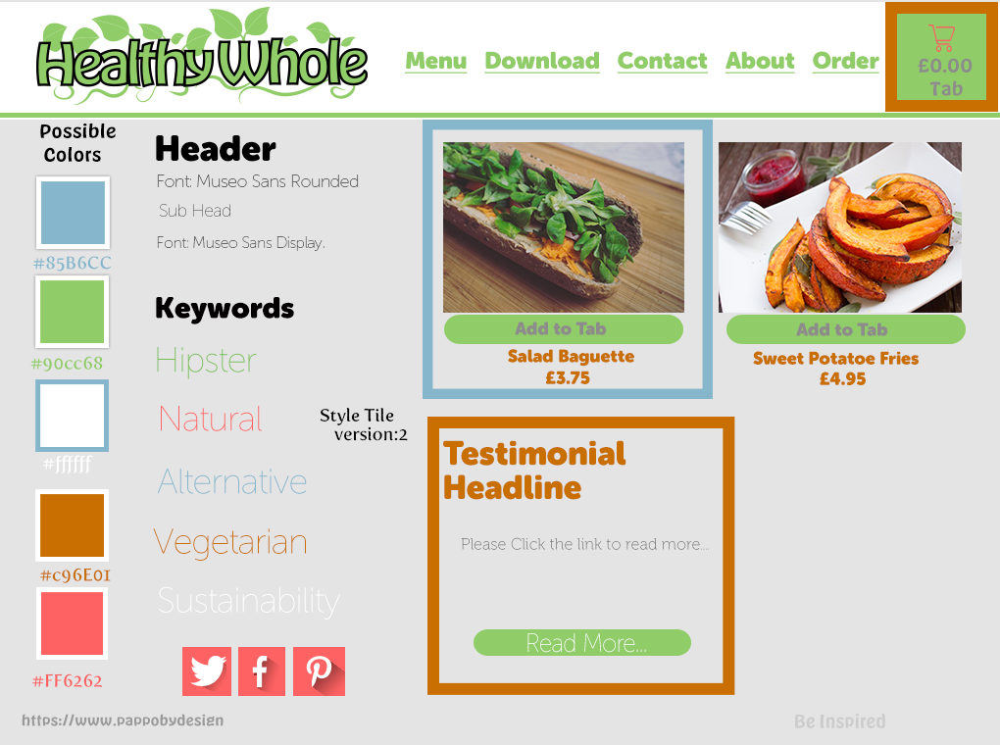 Healthy Whole
Menu Download Contact About Order
£0.00
Tab
Possible
Colors
#85B6CC
#90cc68
#ffffff
#c96E01
#FF6262
Header
Font: Museo Sans Rounded
Sub Head
Font: Museo Sans Display.
Keywords
Hipster
Natural
Alternative
Vegetarian
Sustainability
Style Tile
version:2
Add to Tab
Salad Baguette
£3.75
Add to Tab
Sweet Potatoe Fries
£4.95
Testimonial
Headline
Please Click the link to read more...
Read More...
https://www.pappobydesign
Be Inspired